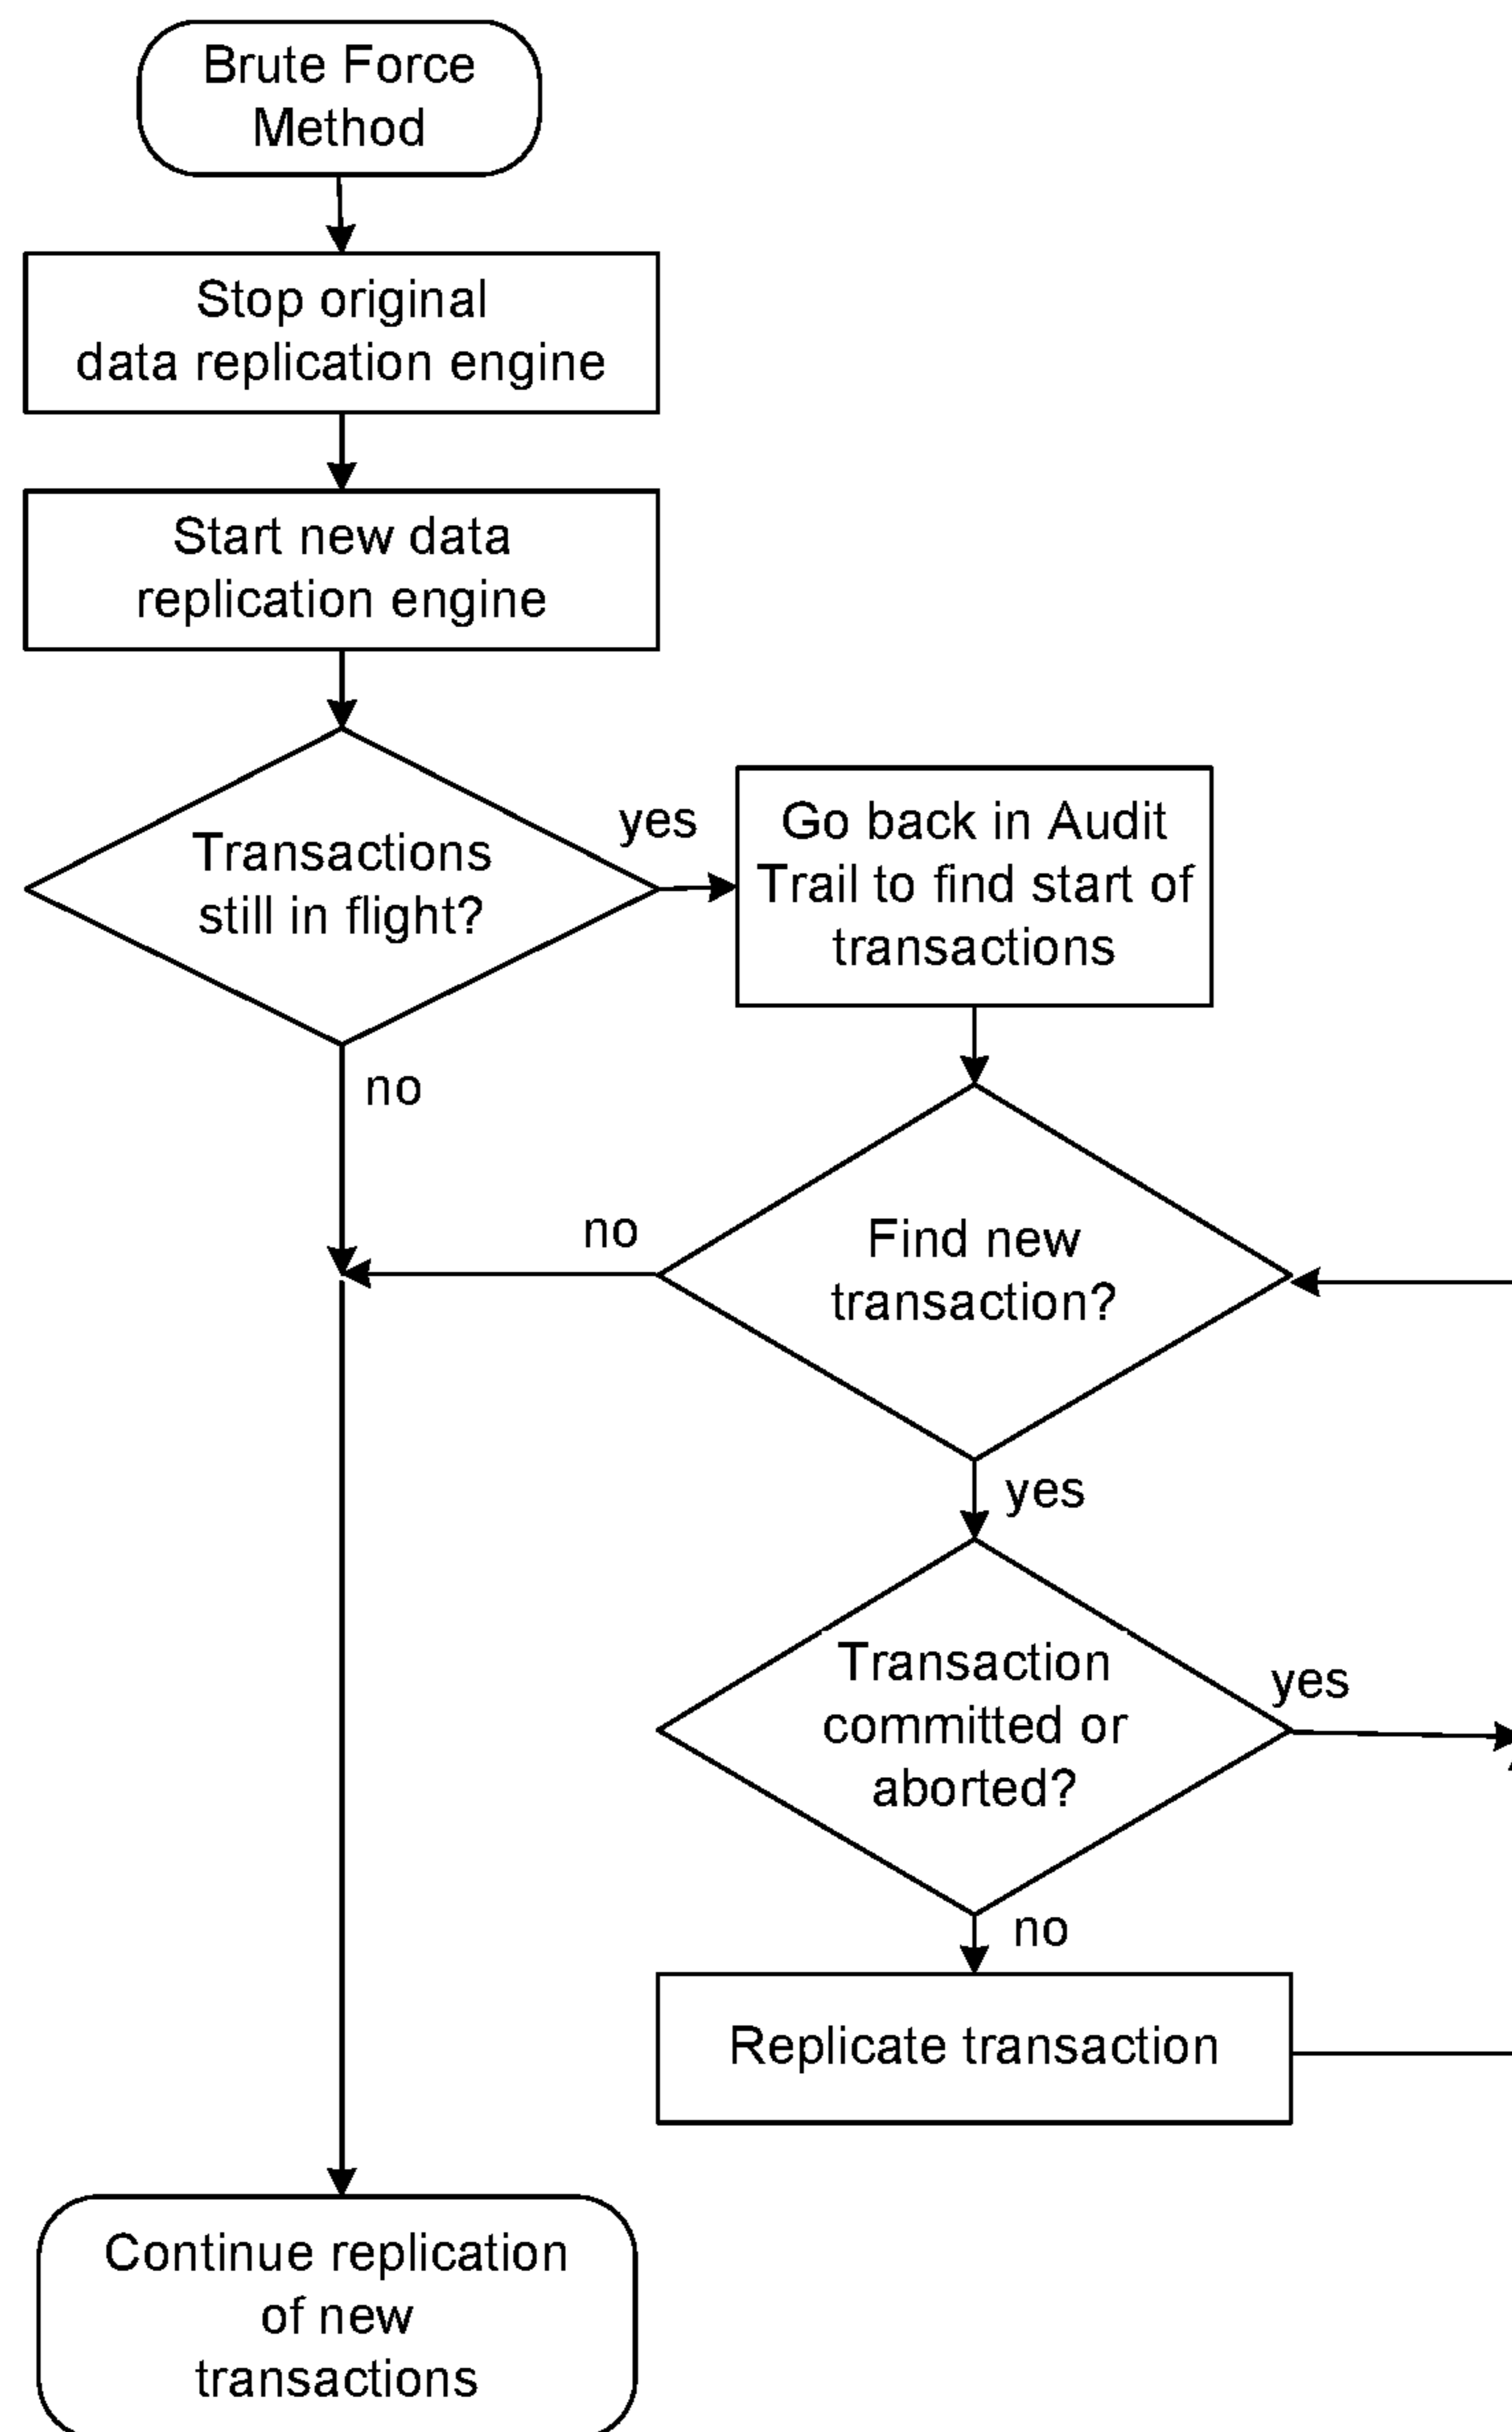 Brute Force
Method
Stop original
data replication engine
Start new data
replication engine
Transactions
still in flight?
yes
no
Go back in Audit
Trail to find start of
transactions
Find new
transaction?
no
yes
Transaction
committed or
aborted?
yes
no
Replicate transaction
Continue replication
of new
transactions